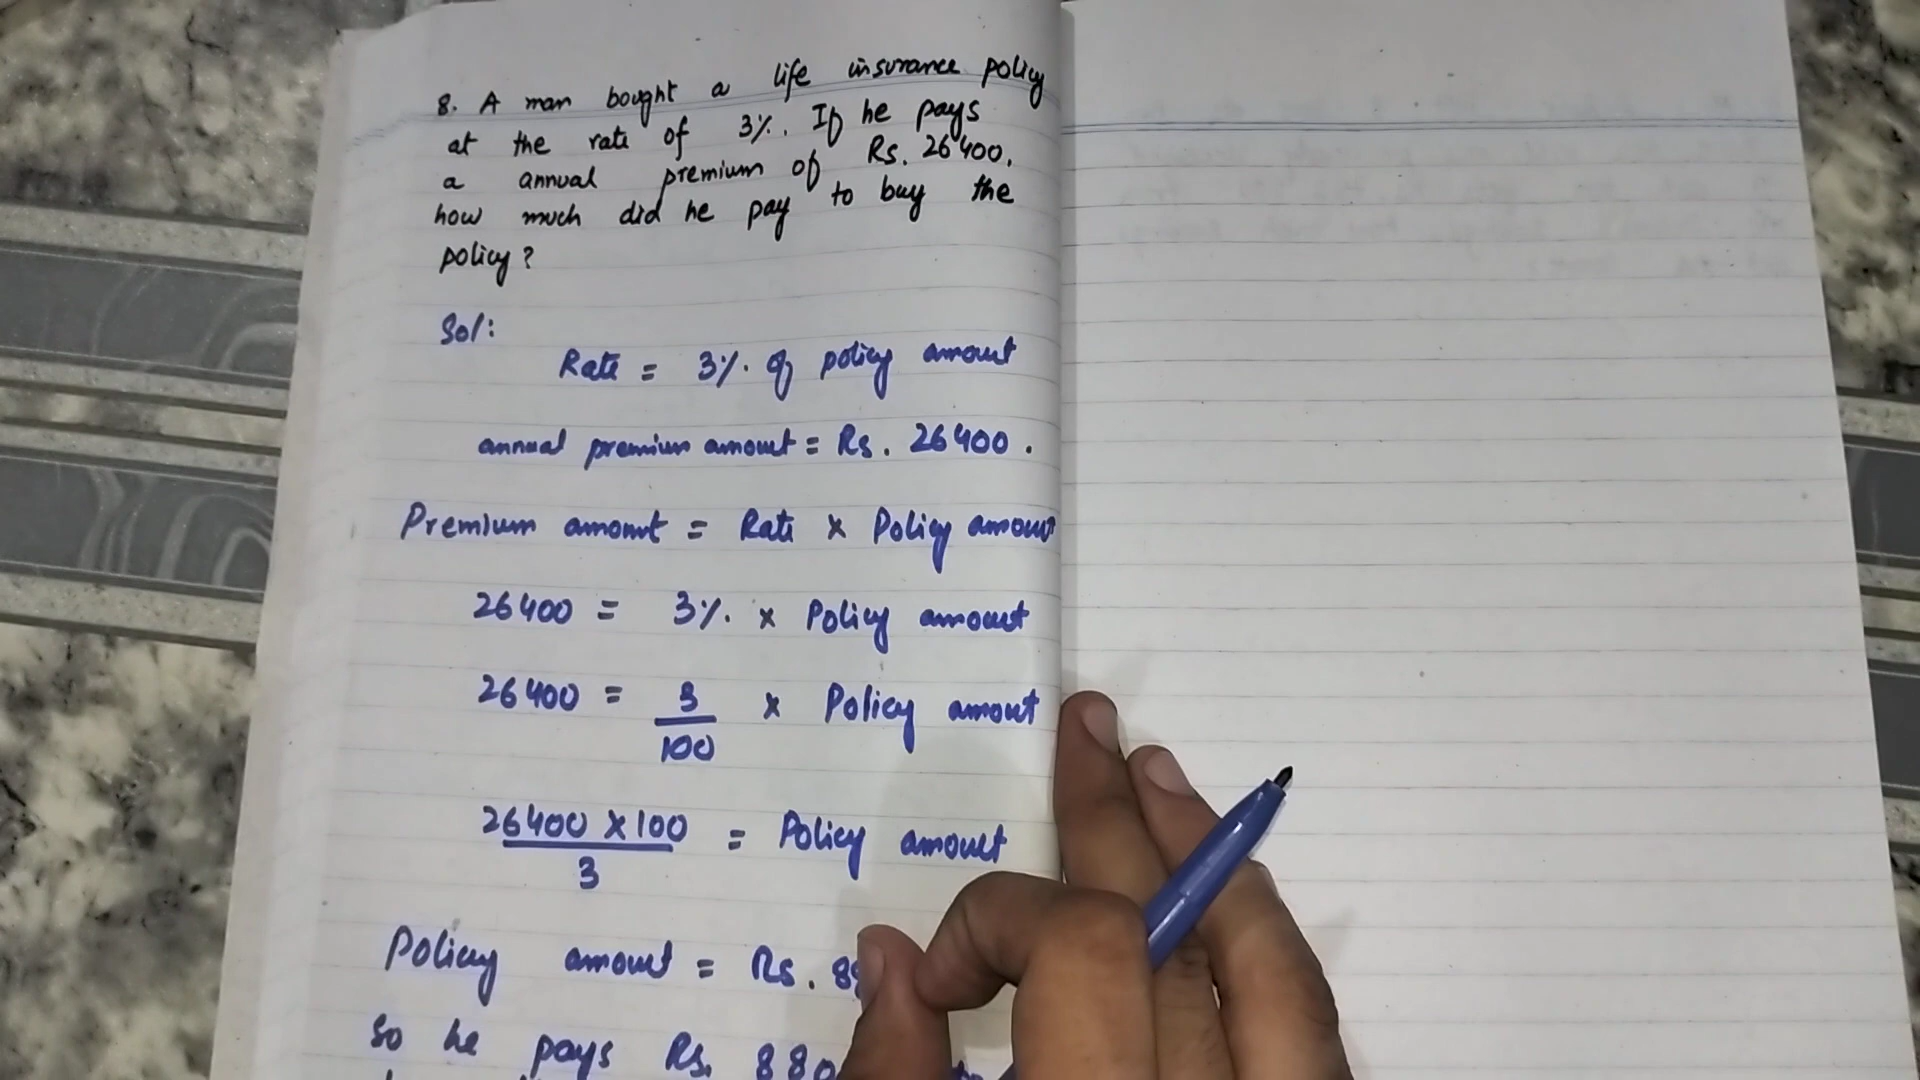 8. A man bought a life insurance policy
at the rate of 3%. If he pays
a annual premium of Rs. 26400.
how much did he pay to buy the
policy?
Sol:
Rate = 3% of policy amount
annual premium amount = Rs. 26400.
Premium amount = Rate × Policy amount
26400 = 3% × Policy amount
26400 = 3/100 × Policy amount
26400 × 100 / 3 = Policy amount
Policy amount = Rs. 88
So he pays Rs. 880 to